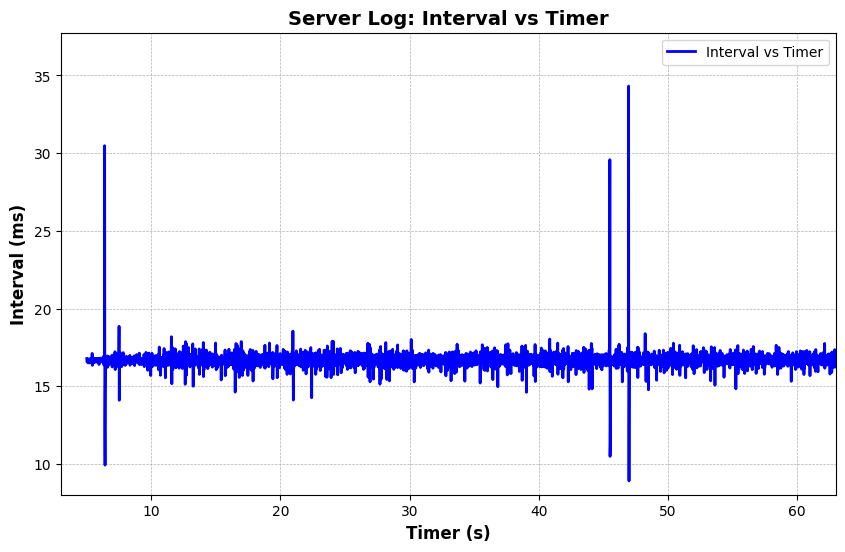 Server Log: Interval vs Timer
Interval vs Timer
35
30
25
20
15
10
Interval (ms)
10 20 30 40 50 60
Timer (s)